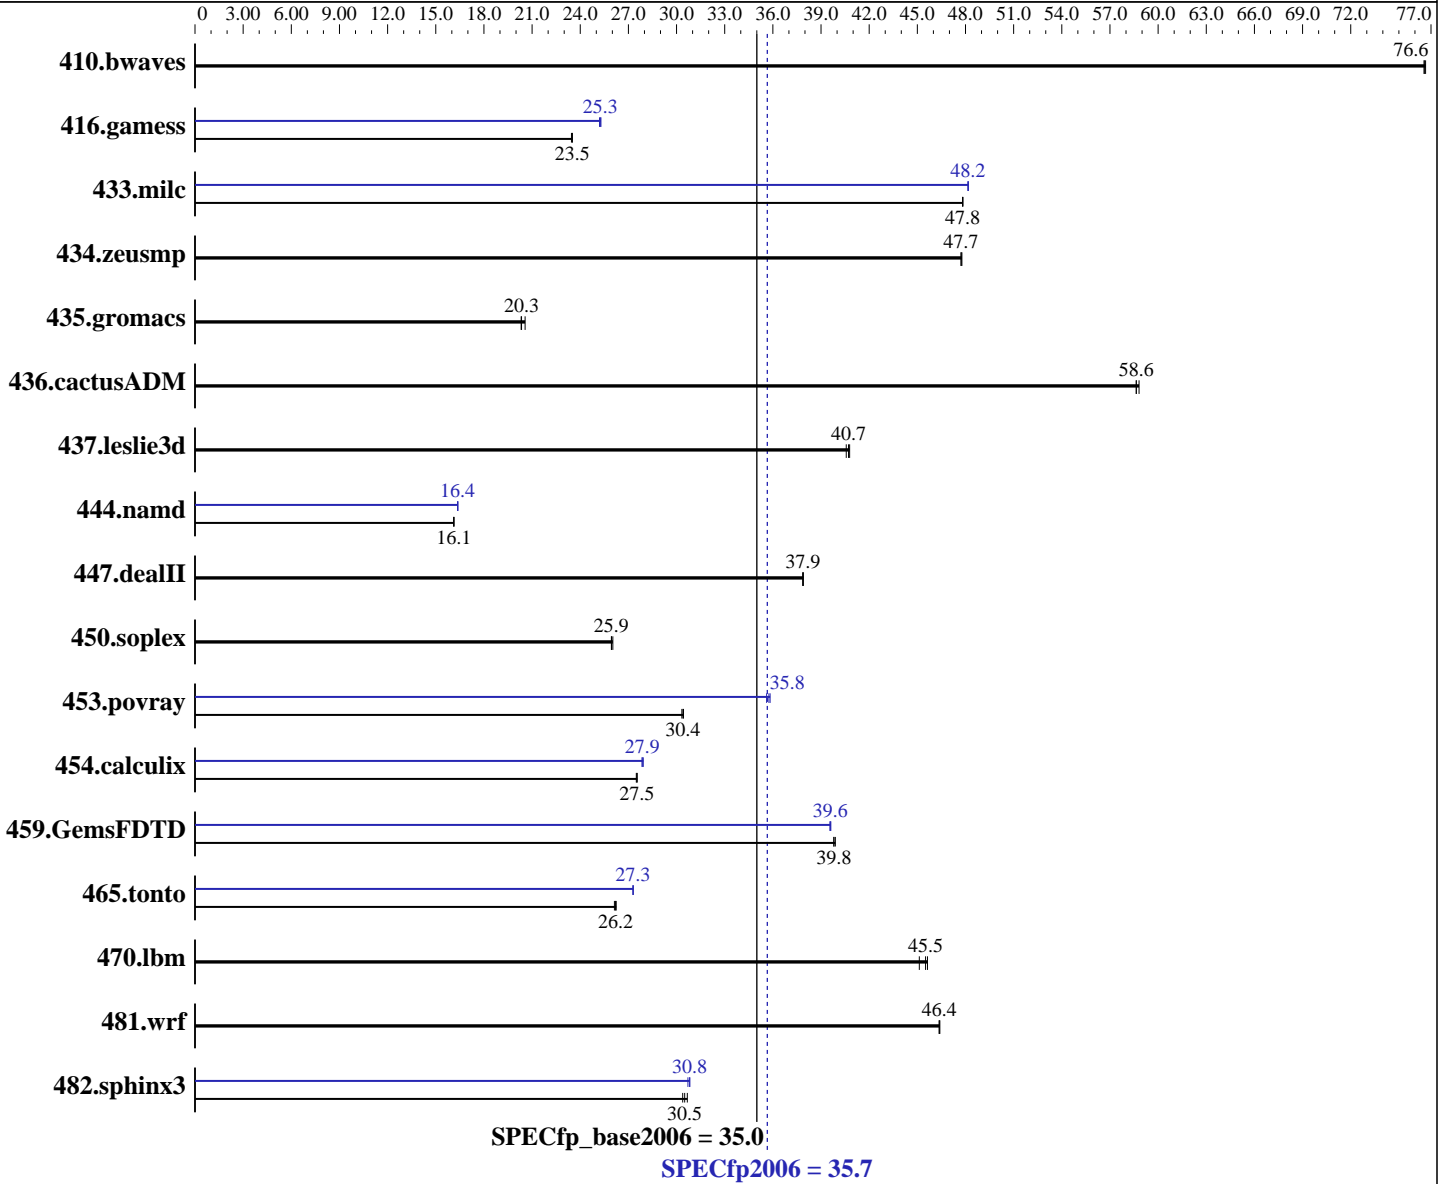 0 3.00 6.00 9.00 12.0 15.0 18.0 21.0 24.0 27.0 30.0 33.0 36.0 39.0 42.0 45.0 48.0 51.0 54.0 57.0 60.0 63.0 66.0 69.0 72.0 77.0
410.bwaves 76.6
25.3
416.gamess
23.5
48.2
433.milc
47.8
434.zeusmp 47.7
435.gromacs 20.3
436.cactusADM 58.6
437.leslie3d 40.7
16.4
444.namd
16.1
447.dealII 37.9
450.soplex 25.9
35.8
453.povray
30.4
27.9
454.calculix
27.5
39.6
459.GemsFDTD
39.8
27.3
465.tonto
26.2
470.lbm 45.5
481.wrf 46.4
30.8
482.sphinx3
30.5
SPECfp_base2006 = 35.0
SPECfp2006 = 35.7